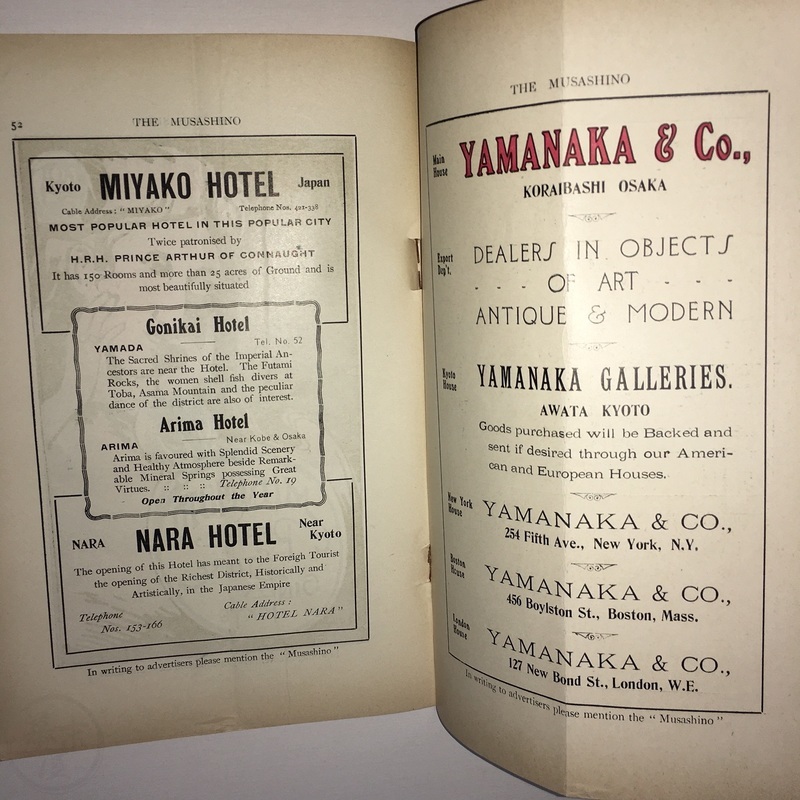 52
THE MUSASHINO
Kyoto MIYAKO HOTEL Japan
Cable Address: "MIYAKO" Telephone Nos. 421-338
MOST POPULAR HOTEL IN THIS POPULAR CITY
Twice patronised by
H.R.H. PRINCE ARTHUR OF CONNAUGHT
It has 150 Rooms and more than 25 acres of Ground and is
most beautifully situated
Gonikai Hotel
YAMADA Tel. No. 52
The Sacred Shrines of the Imperial An-
cestors are near the Hotel. The Futami
Rocks, the women shell fish divers at
Toba, Asama Mountain and the peculiar
dance of the district are also of interest.
Arima Hotel
ARIMA Near Kobe & Osaka
Arima is favoured with Splendid Scenery
and Healthy Atmosphere beside Remark-
able Mineral Springs possessing Great
Virtues. :: :: :: Telephone No. 19
Open Throughout the Year
NARA NARA HOTEL Near Kyoto
The opening of this Hotel has meant to the Foreigh Tourist
the opening of the Richest District, Historically and
Artistically, in the Japanese Empire
Telephone Cable Address:
Nos. 153-166 "HOTEL NARA"
In writing to advertisers please mention the "Musashino"
THE MUSASHINO
Main House YAMANAKA & Co.,
KORAIBASHI OSAKA
Export Dep't. DEALERS IN OBJECTS
- - - OF ART - - -
ANTIQUE & MODERN
Kyoto House YAMANAKA GALLERIES.
AWATA KYOTO
Goods purchased will be Backed and
sent if desired through our Ameri-
can and European Houses.
New York House YAMANAKA & CO.,
254 Fifth Ave., New York, N.Y.
Boston House YAMANAKA & CO.,
456 Boylston St., Boston, Mass.
London House YAMANAKA & CO.,
127 New Bond St., London, W.E.
In writing to advertisers please mention the "Musashino"